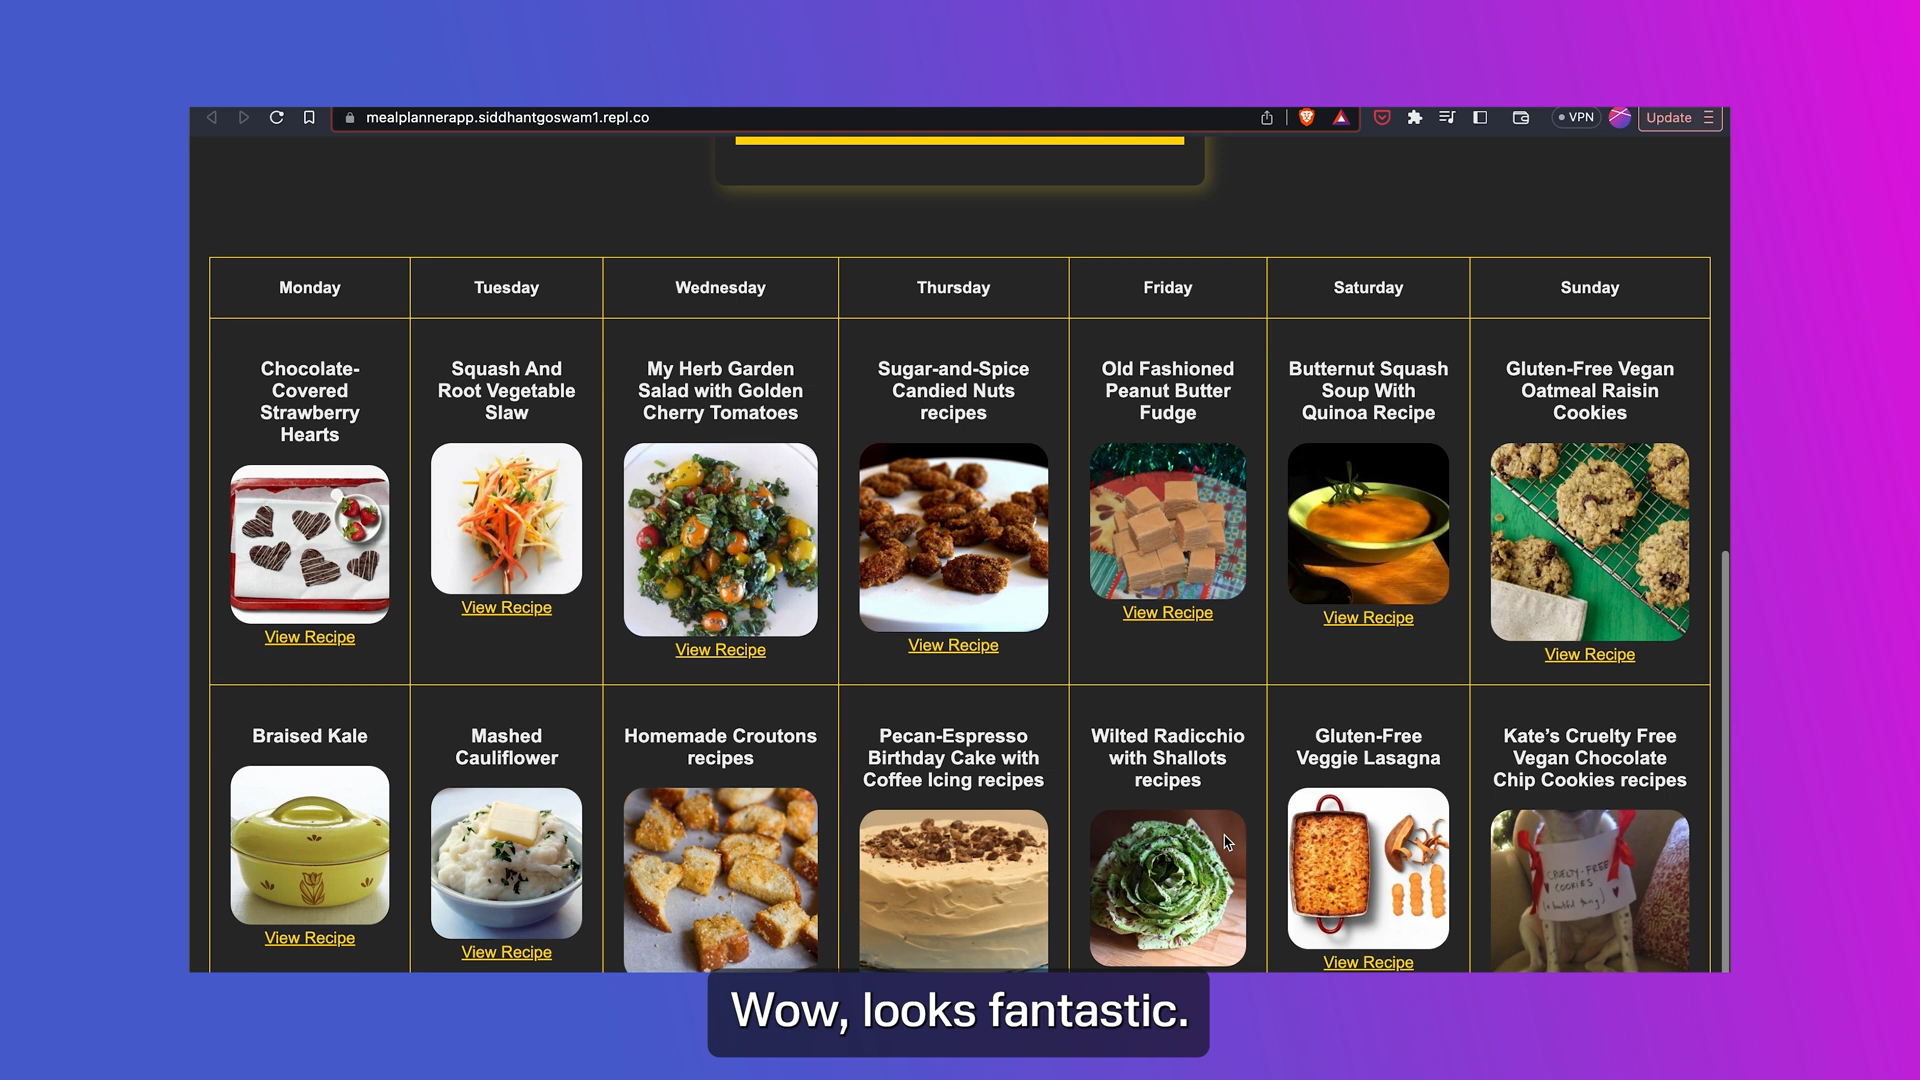 mealplannerapp.siddhantgoswam1.repl.co
VPN
Update
Monday
Tuesday
Wednesday
Thursday
Friday
Saturday
Sunday
Chocolate-
Covered
Strawberry
Hearts
View Recipe
Squash And
Root Vegetable
Slaw
View Recipe
My Herb Garden
Salad with Golden
Cherry Tomatoes
View Recipe
Sugar-and-Spice
Candied Nuts
recipes
View Recipe
Old Fashioned
Peanut Butter
Fudge
View Recipe
Butternut Squash
Soup With
Quinoa Recipe
View Recipe
Gluten-Free Vegan
Oatmeal Raisin
Cookies
View Recipe
Braised Kale
View Recipe
Mashed
Cauliflower
View Recipe
Homemade Croutons
recipes
Pecan-Espresso
Birthday Cake with
Coffee Icing recipes
Wilted Radicchio
with Shallots
recipes
Gluten-Free
Veggie Lasagna
View Recipe
Kate’s Cruelty Free
Vegan Chocolate
Chip Cookies recipes
CRUELTY-FREE
COOKIES
Wow, looks fantastic.